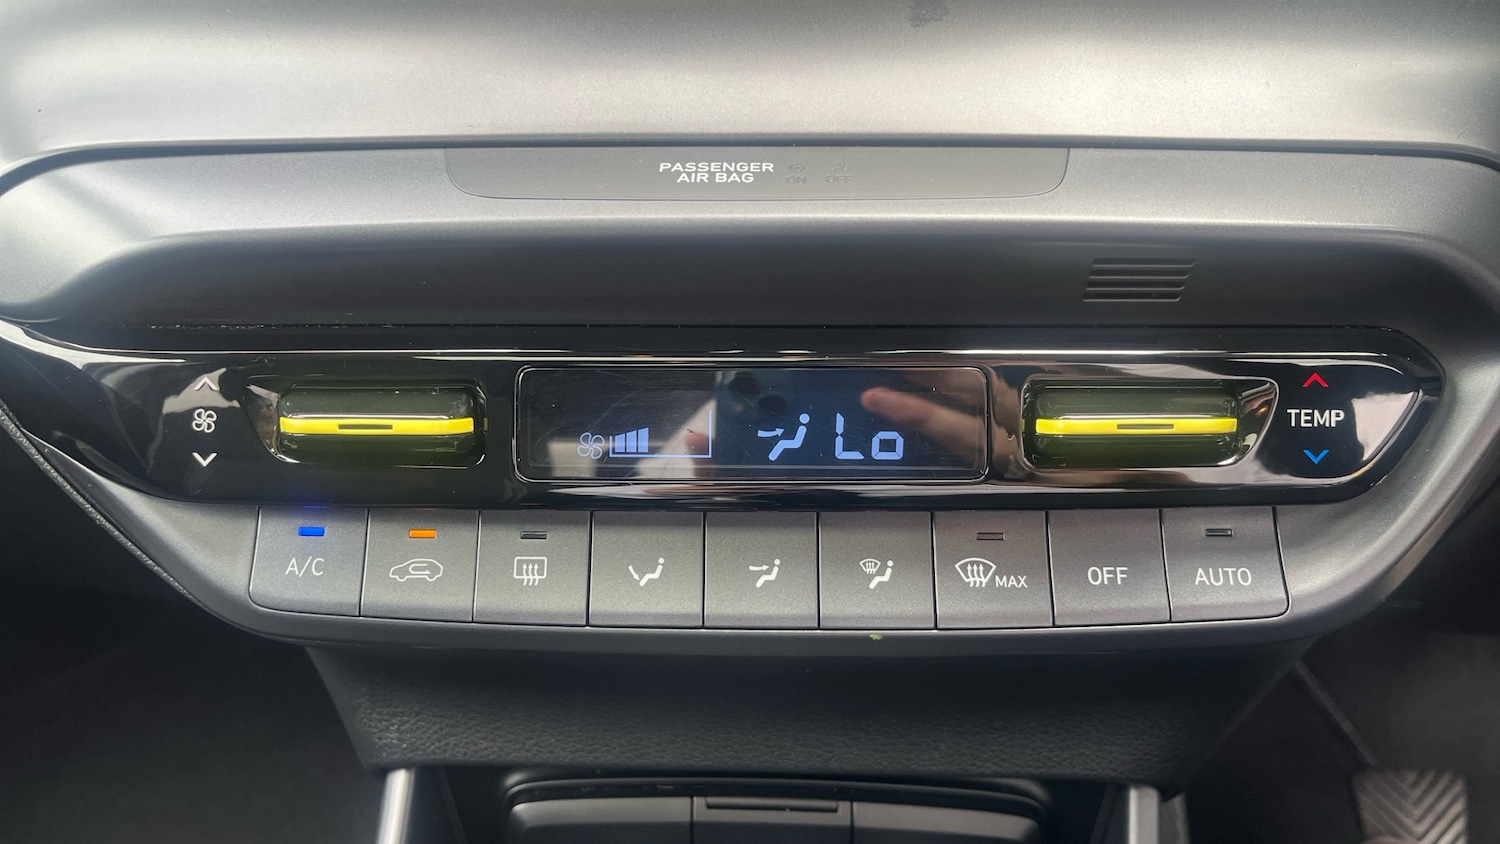 PASSENGER
AIR BAG
ON OFF
Lo
TEMP
A/C
MAX
OFF
AUTO